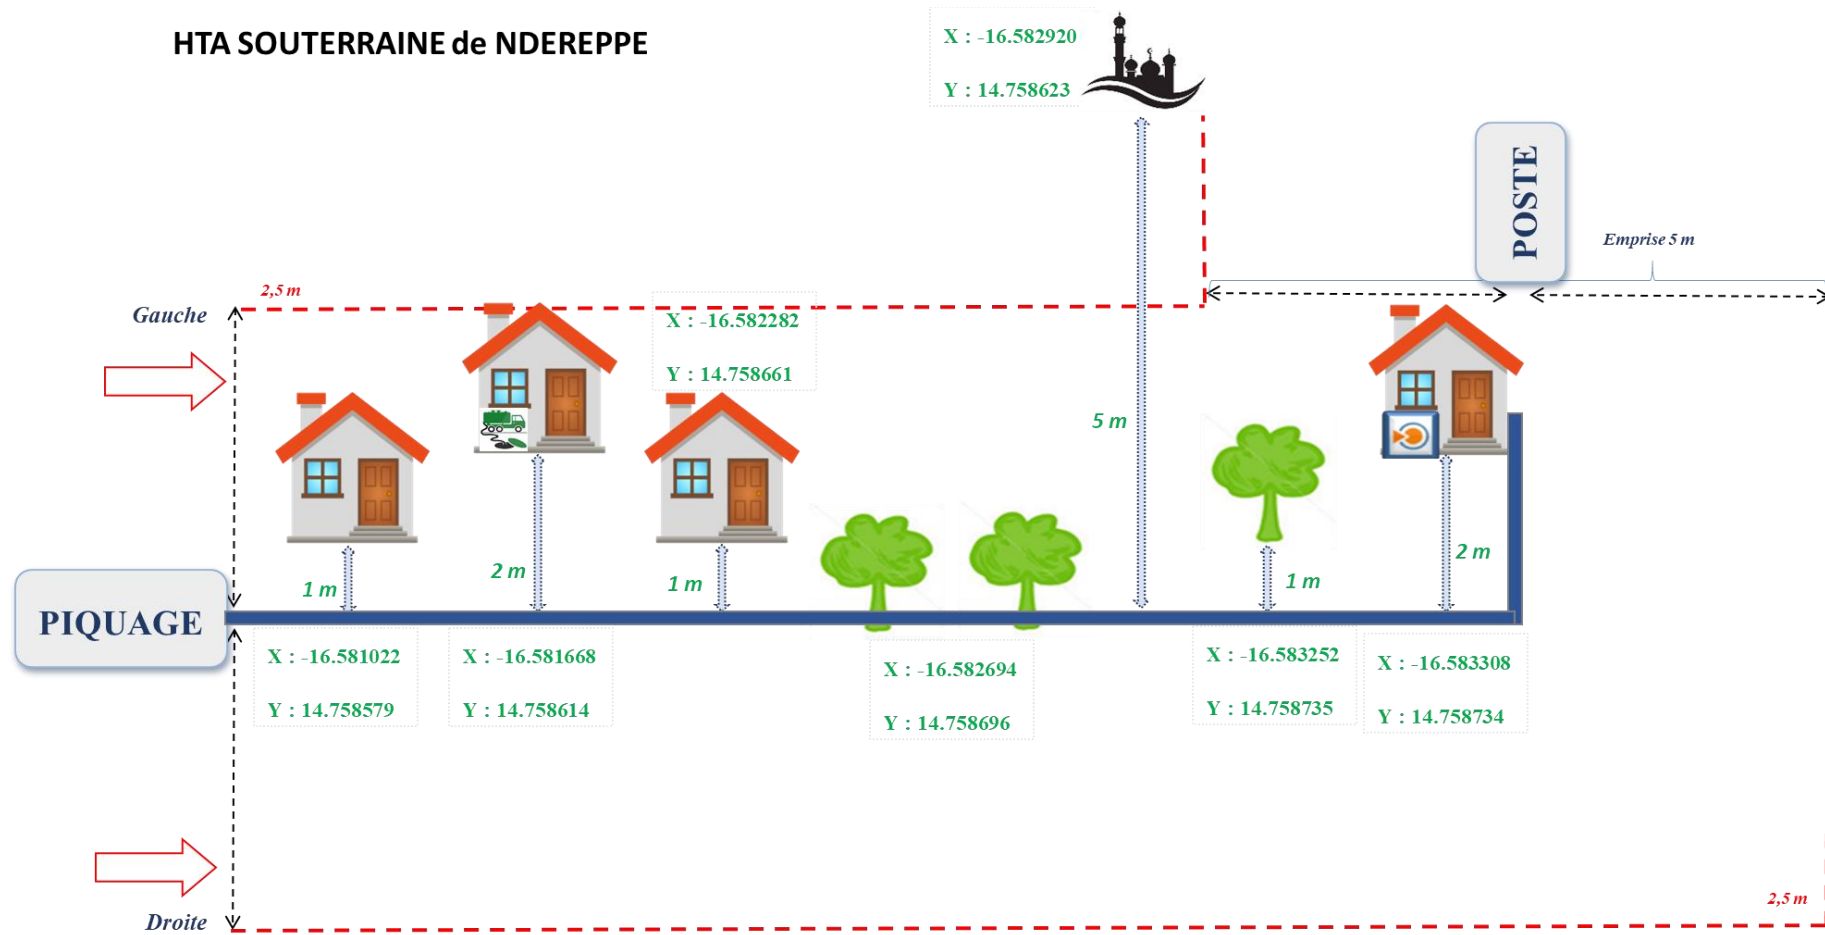 HTA SOUTERRAINE de NDEREPPE
X : -16.582920
Y : 14.758623
POSTE
Emprise 5 m
2,5 m
Gauche
X : -16.582282
Y : 14.758661
5 m
1 m
2 m
1 m
1 m
2 m
PIQUAGE
X : -16.581022
Y : 14.758579
X : -16.581668
Y : 14.758614
X : -16.582694
Y : 14.758696
X : -16.583252
Y : 14.758735
X : -16.583308
Y : 14.758734
2,5 m
Droite